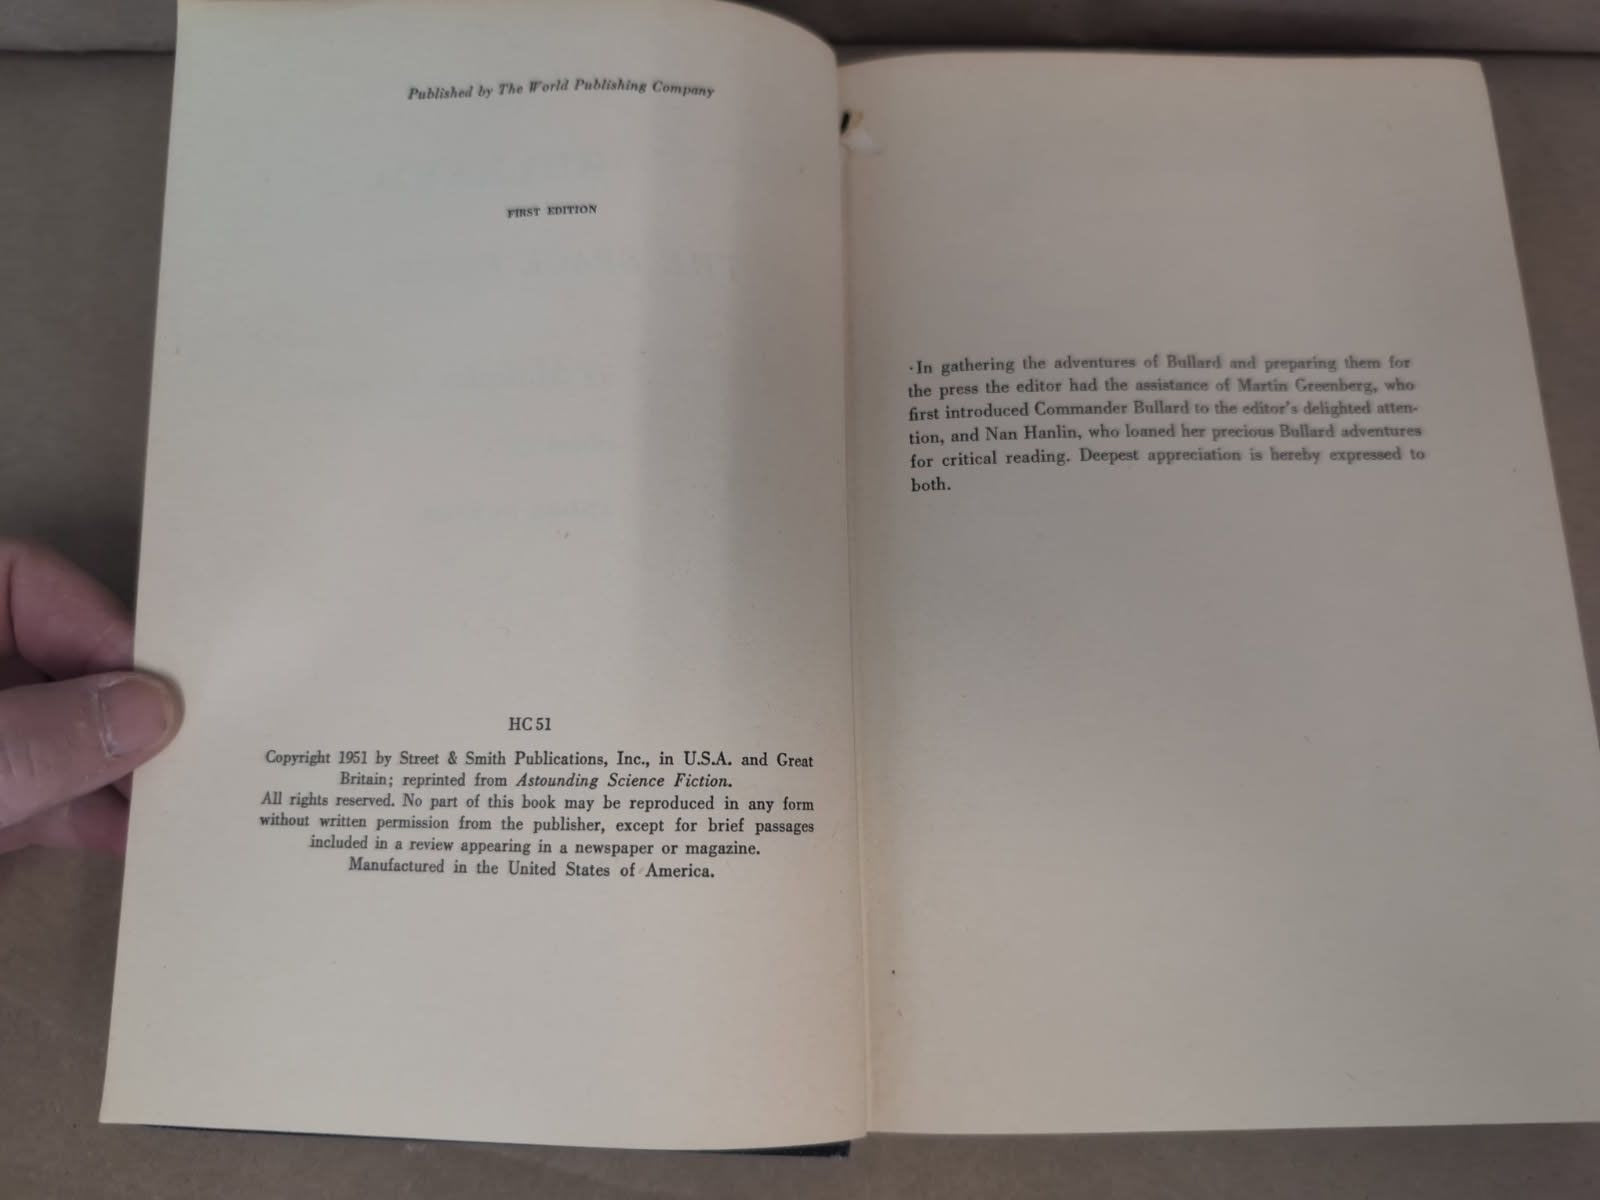 Published by The World Publishing Company
FIRST EDITION
HC 51
Copyright 1951 by Street & Smith Publications, Inc., in U.S.A. and Great
Britain; reprinted from Astounding Science Fiction.
All rights reserved. No part of this book may be reproduced in any form
without written permission from the publisher, except for brief passages
included in a review appearing in a newspaper or magazine.
Manufactured in the United States of America.
In gathering the adventures of Bullard and preparing them for
the press the editor had the assistance of Martin Greenberg, who
first introduced Commander Bullard to the editor's delighted atten-
tion, and Nan Hanlin, who loaned her precious Bullard adventures
for critical reading. Deepest appreciation is hereby expressed to
both.